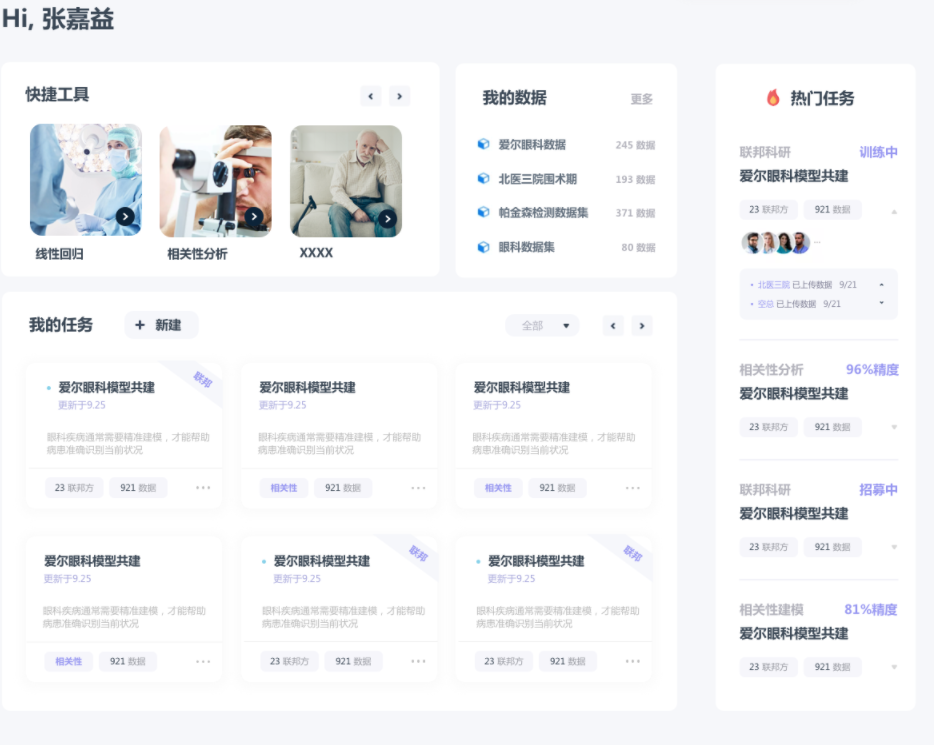 Hi, 张嘉益
快捷工具
线性回归
相关性分析
XXXX
我的数据
更多
爱尔眼科数据
245 数据
北医三院围术期
193 数据
帕金森检测数据集
371 数据
眼科数据集
80 数据
我的任务
+ 新建
全部
联邦
爱尔眼科模型共建
更新于9.25
眼科疾病通常需要精准建模，才能帮助
病患准确识别当前状况
23 联邦方
921 数据
爱尔眼科模型共建
更新于9.25
眼科疾病通常需要精准建模，才能帮助
病患准确识别当前状况
相关性
921 数据
爱尔眼科模型共建
更新于9.25
眼科疾病通常需要精准建模，才能帮助
病患准确识别当前状况
相关性
921 数据
爱尔眼科模型共建
更新于9.25
眼科疾病通常需要精准建模，才能帮助
病患准确识别当前状况
相关性
921 数据
联邦
爱尔眼科模型共建
更新于9.25
眼科疾病通常需要精准建模，才能帮助
病患准确识别当前状况
23 联邦方
921 数据
联邦
爱尔眼科模型共建
更新于9.25
眼科疾病通常需要精准建模，才能帮助
病患准确识别当前状况
23 联邦方
921 数据
热门任务
联邦科研
训练中
爱尔眼科模型共建
23 联邦方
921 数据
北医三院 已上传数据 9/21
空总 已上传数据 9/21
相关性分析
96%精度
爱尔眼科模型共建
23 联邦方
921 数据
联邦科研
招募中
爱尔眼科模型共建
23 联邦方
921 数据
相关性建模
81%精度
爱尔眼科模型共建
23 联邦方
921 数据